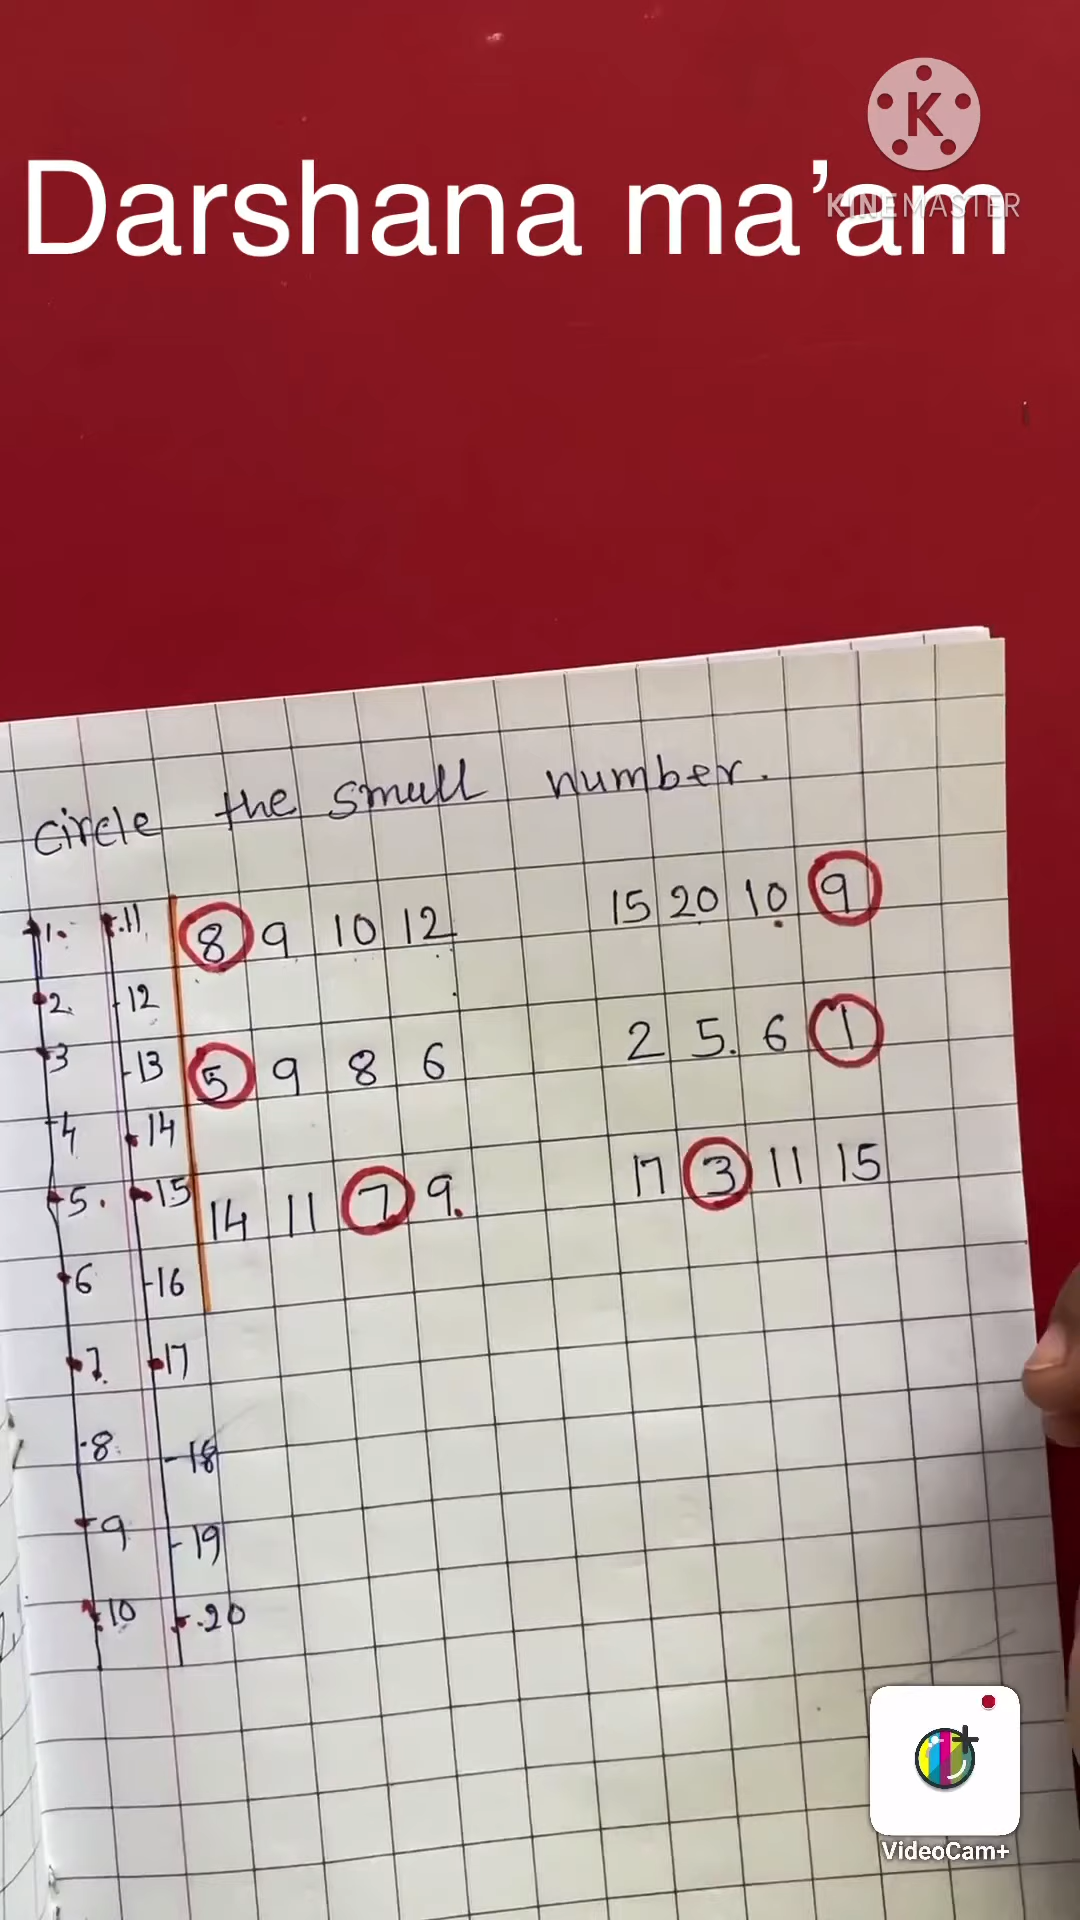 K
KINEMASTER
Darshana ma’am
circle the small number.
1. 11 8 9 10 12 15 20 10 9
2. 12
3 13 5 9 8 6 2 5. 6 1
4 14
5. 15 14 11 7 9. 17 3 11 15
6 16
7. 17
8 18
9 19
10 20
VideoCam+